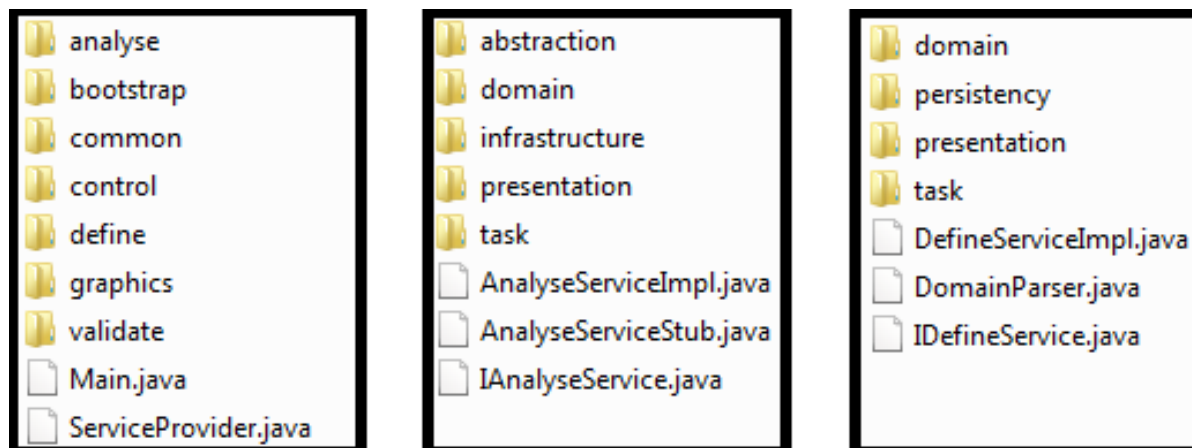 analyse
bootstrap
common
control
define
graphics
validate
Main.java
ServiceProvider.java
abstraction
domain
infrastructure
presentation
task
AnalyseServiceImpl.java
AnalyseServiceStub.java
IAnalyseService.java
domain
persistency
presentation
task
DefineServiceImpl.java
DomainParser.java
IDefineService.java